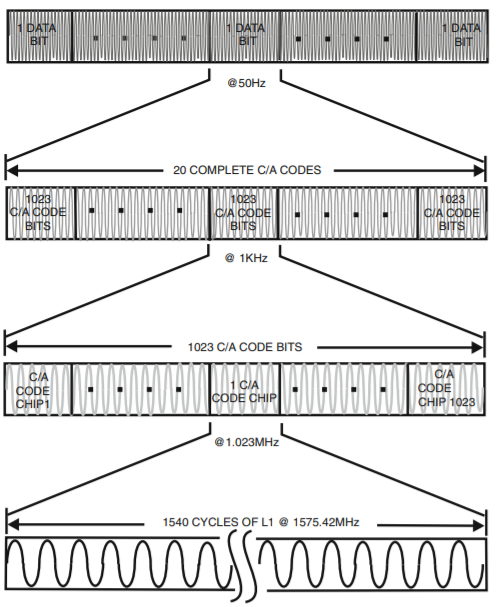 1 DATA
BIT
1 DATA
BIT
1 DATA
BIT
@50Hz
20 COMPLETE C/A CODES
1023
C/A CODE
BITS
1023
C/A CODE
BITS
1023
C/A CODE
BITS
@ 1KHz
1023 C/A CODE BITS
C/A
CODE
CHIP1
1 C/A
CODE CHIP
C/A
CODE
CHIP 1023
@1.023MHz
1540 CYCLES OF L1 @ 1575.42MHz